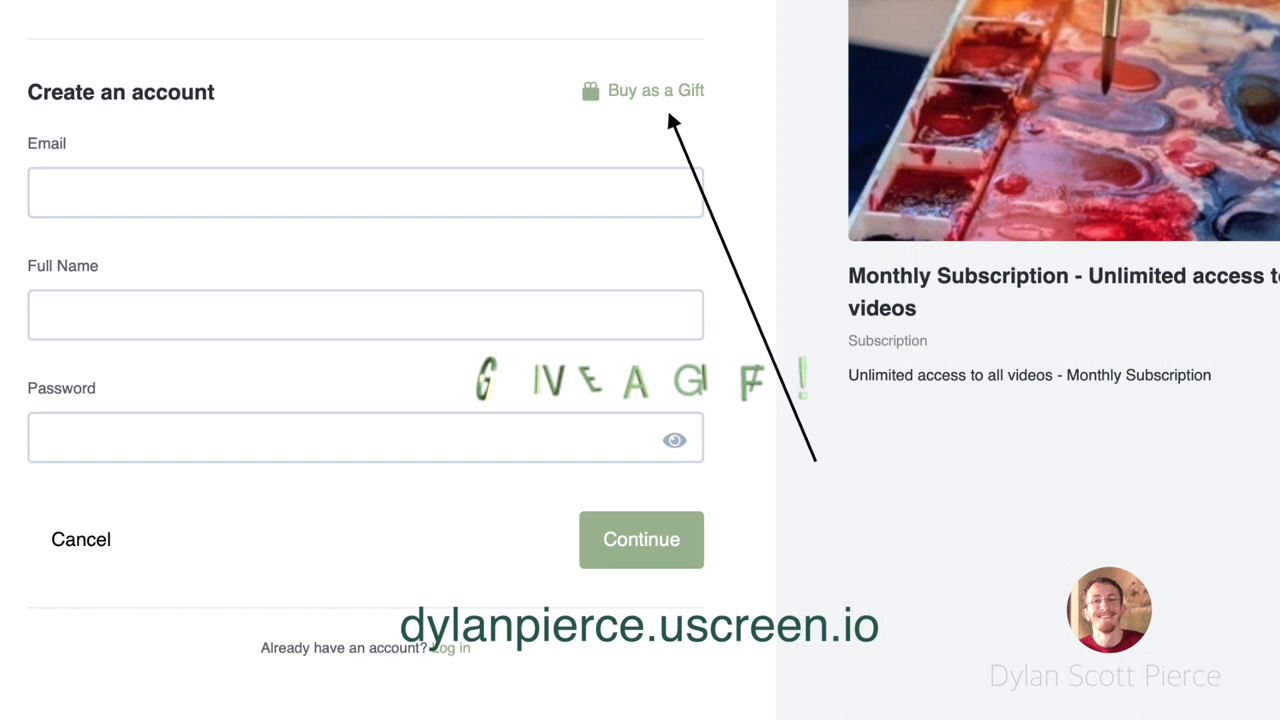 Create an account
Buy as a Gift
Email
Full Name
Password
Cancel
Continue
Already have an account? Log in
Monthly Subscription - Unlimited access to
videos
Subscription
Unlimited access to all videos - Monthly Subscription
GIVE A GIFT!
dylanpierce.uscreen.io
Dylan Scott Pierce